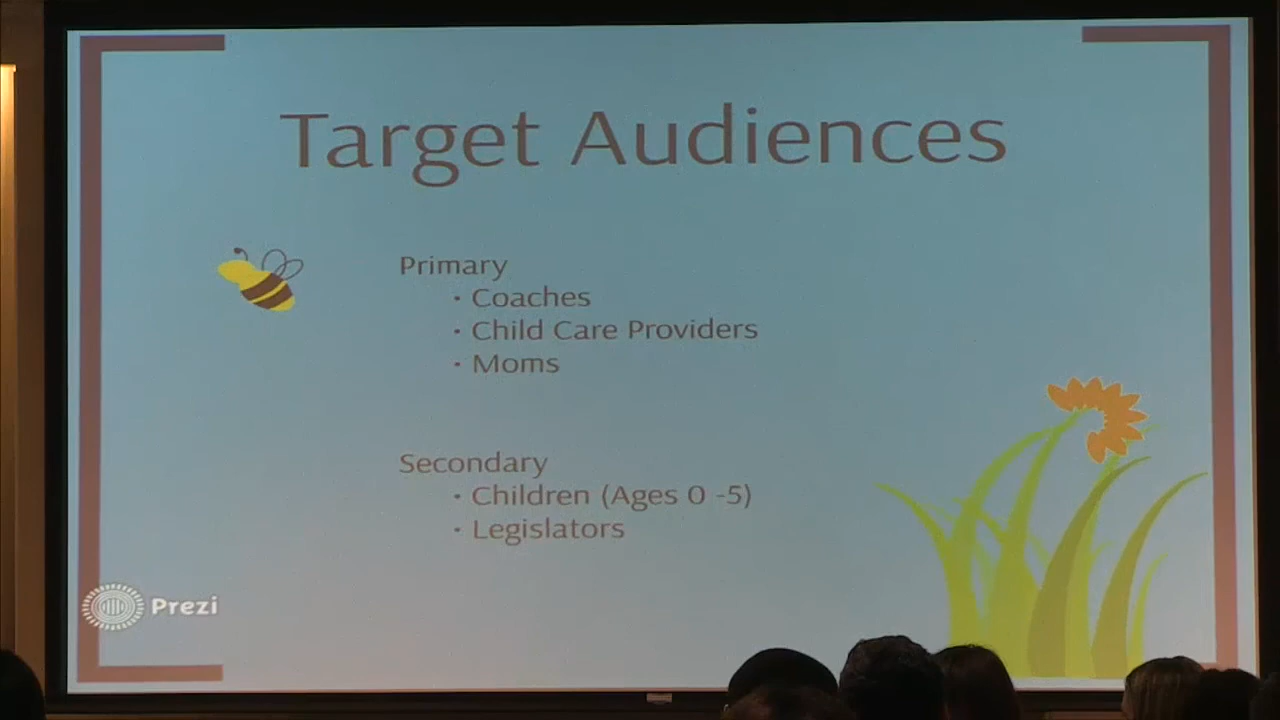 Target Audiences
Primary
· Coaches
· Child Care Providers
· Moms
Secondary
· Children (Ages 0 -5)
· Legislators
Prezi